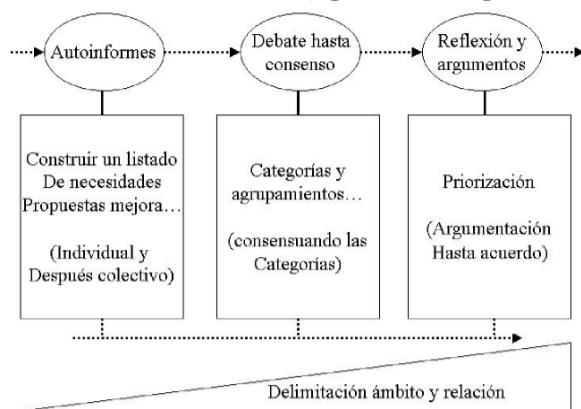 Autoinformes
Debate hasta
consenso
Reflexión y
argumentos
Construir un listado
De necesidades
Propuestas mejora…
(Individual y
Después colectivo)
Categorías y
agrupamientos…
(consensuando las
Categorías)
Priorización
(Argumentación
Hasta acuerdo)
Delimitación ámbito y relación